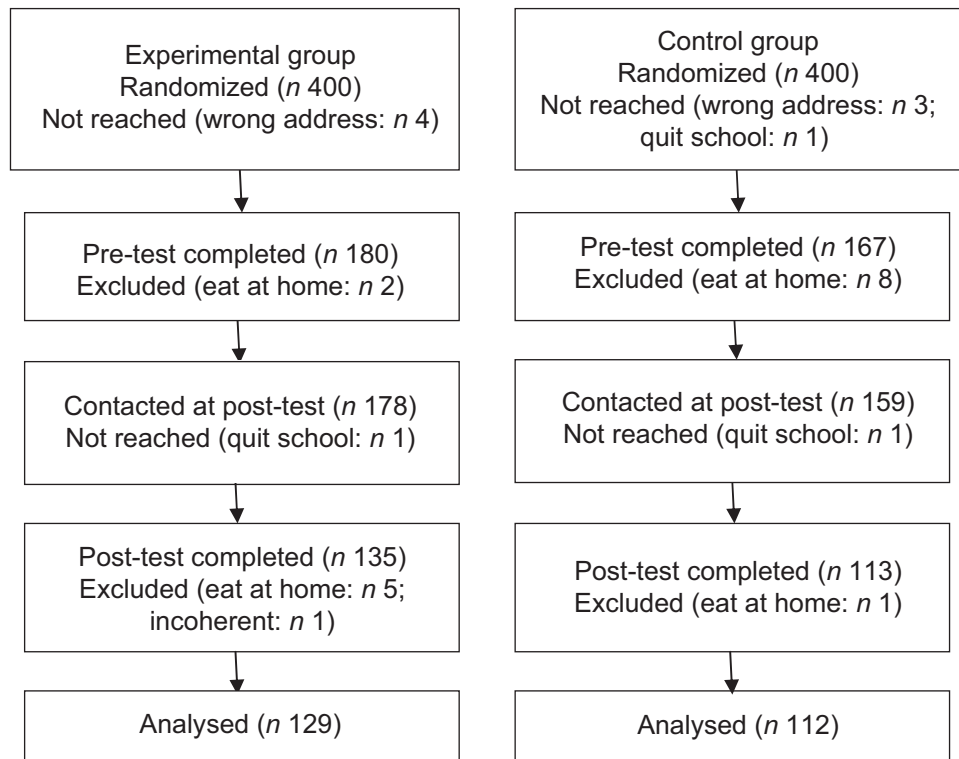 Experimental group
Randomized (n 400)
Not reached (wrong address: n 4)
Pre-test completed (n 180)
Excluded (eat at home: n 2)
Contacted at post-test (n 178)
Not reached (quit school: n 1)
Post-test completed (n 135)
Excluded (eat at home: n 5;
incoherent: n 1)
Analysed (n 129)
Control group
Randomized (n 400)
Not reached (wrong address: n 3;
quit school: n 1)
Pre-test completed (n 167)
Excluded (eat at home: n 8)
Contacted at post-test (n 159)
Not reached (quit school: n 1)
Post-test completed (n 113)
Excluded (eat at home: n 1)
Analysed (n 112)